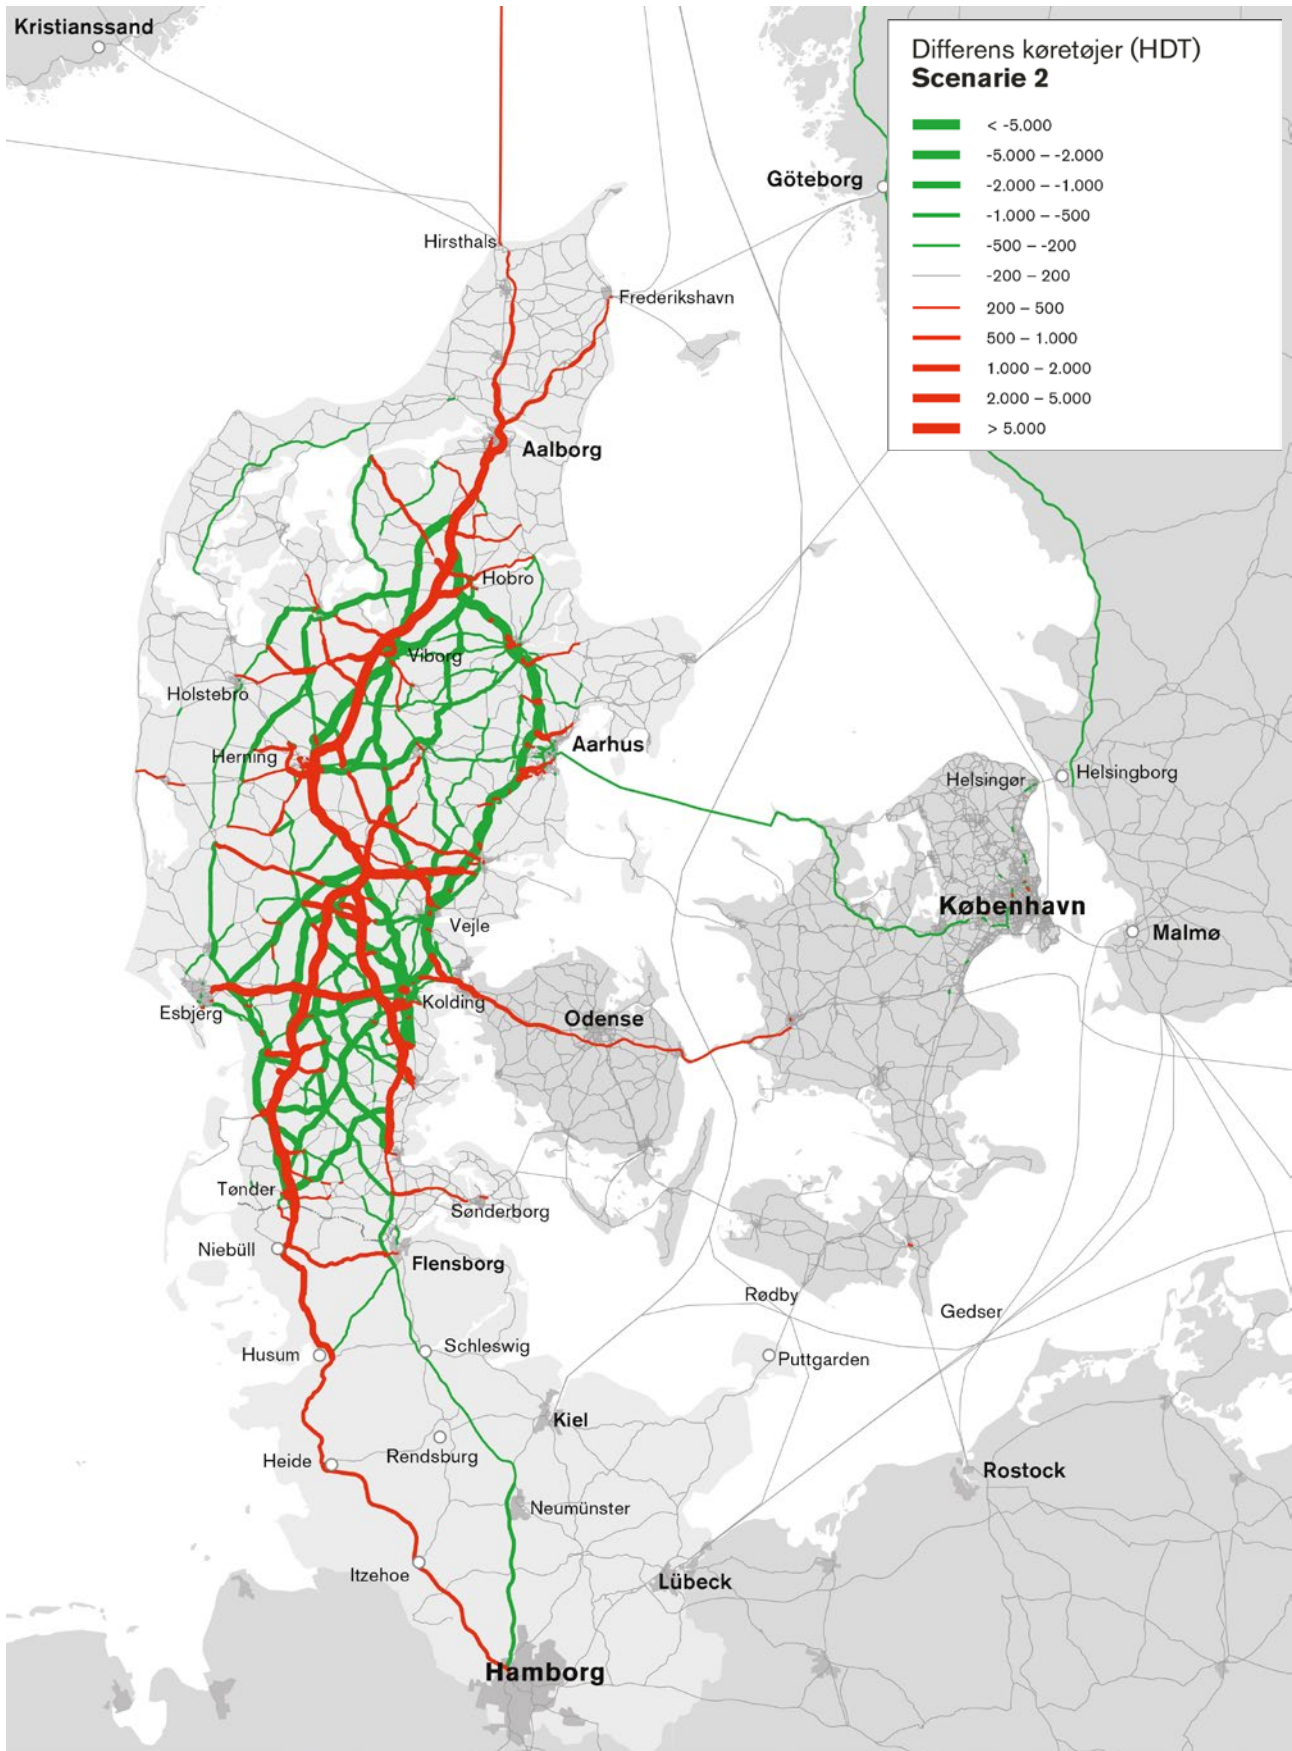 Kristianssand
Differens køretøjer (HDT)
Scenarie 2
< -5.000
-5.000 – -2.000
-2.000 – -1.000
-1.000 – -500
-500 – -200
-200 – 200
200 – 500
500 – 1.000
1.000 – 2.000
2.000 – 5.000
> 5.000
Göteborg
Hirsthals
Frederikshavn
Aalborg
Hobro
Viborg
Holstebro
Aarhus
Herning
Helsingør
Helsingborg
København
Vejle
Malmø
Kolding
Esbjerg
Odense
Tønder
Sønderborg
Niebüll
Flensborg
Rødby
Gedser
Husum
Schleswig
Puttgarden
Kiel
Heide
Rendsburg
Rostock
Neumünster
Itzehoe
Lübeck
Hamborg